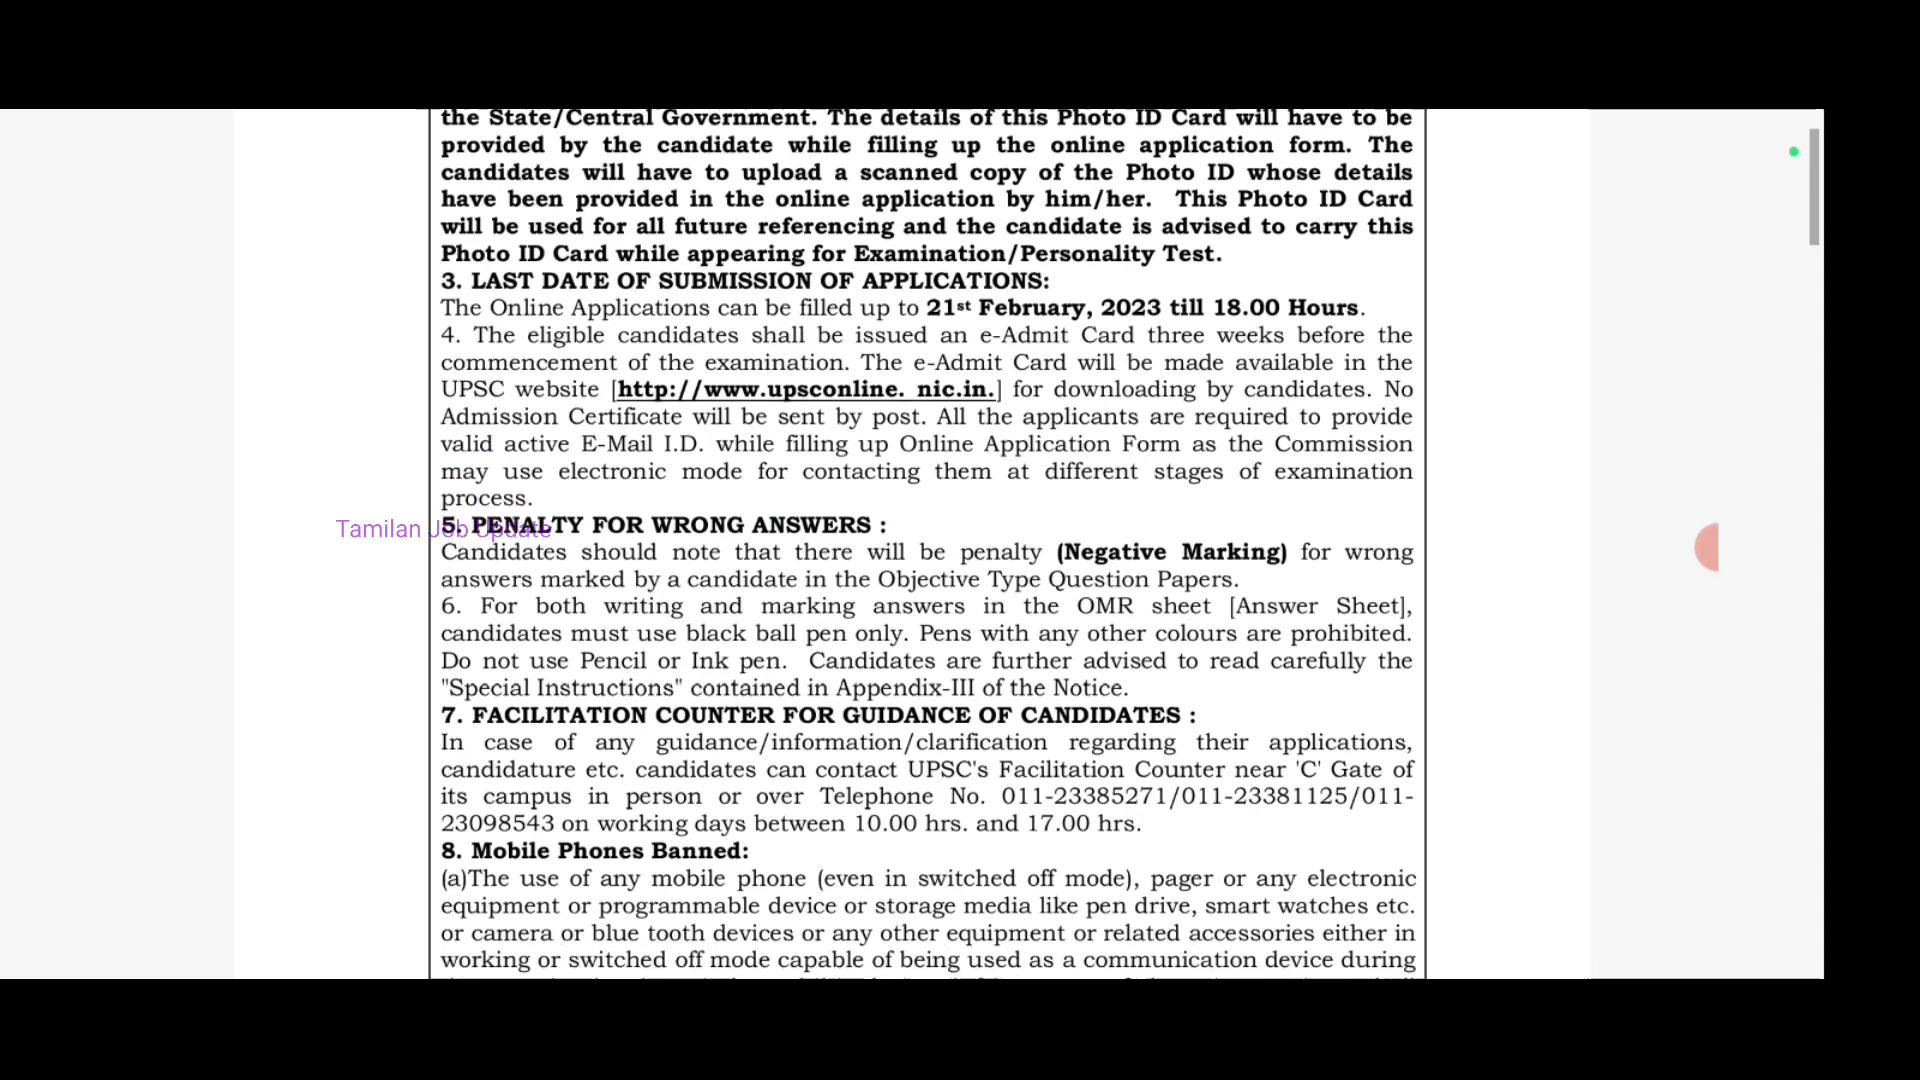 the State/Central Government. The details of this Photo ID Card will have to be
provided by the candidate while filling up the online application form. The
candidates will have to upload a scanned copy of the Photo ID whose details
have been provided in the online application by him/her. This Photo ID Card
will be used for all future referencing and the candidate is advised to carry this
Photo ID Card while appearing for Examination/Personality Test.
3. LAST DATE OF SUBMISSION OF APPLICATIONS:
The Online Applications can be filled up to 21st February, 2023 till 18.00 Hours.
4. The eligible candidates shall be issued an e-Admit Card three weeks before the
commencement of the examination. The e-Admit Card will be made available in the
UPSC website [http://www.upsconline. nic.in.] for downloading by candidates. No
Admission Certificate will be sent by post. All the applicants are required to provide
valid active E-Mail I.D. while filling up Online Application Form as the Commission
may use electronic mode for contacting them at different stages of examination
process.
Tamilan Job Update
5. PENALTY FOR WRONG ANSWERS :
Candidates should note that there will be penalty (Negative Marking) for wrong
answers marked by a candidate in the Objective Type Question Papers.
6. For both writing and marking answers in the OMR sheet [Answer Sheet],
candidates must use black ball pen only. Pens with any other colours are prohibited.
Do not use Pencil or Ink pen. Candidates are further advised to read carefully the
"Special Instructions" contained in Appendix-III of the Notice.
7. FACILITATION COUNTER FOR GUIDANCE OF CANDIDATES :
In case of any guidance/information/clarification regarding their applications,
candidature etc. candidates can contact UPSC's Facilitation Counter near 'C' Gate of
its campus in person or over Telephone No. 011-23385271/011-23381125/011-
23098543 on working days between 10.00 hrs. and 17.00 hrs.
8. Mobile Phones Banned:
(a)The use of any mobile phone (even in switched off mode), pager or any electronic
equipment or programmable device or storage media like pen drive, smart watches etc.
or camera or blue tooth devices or any other equipment or related accessories either in
working or switched off mode capable of being used as a communication device during